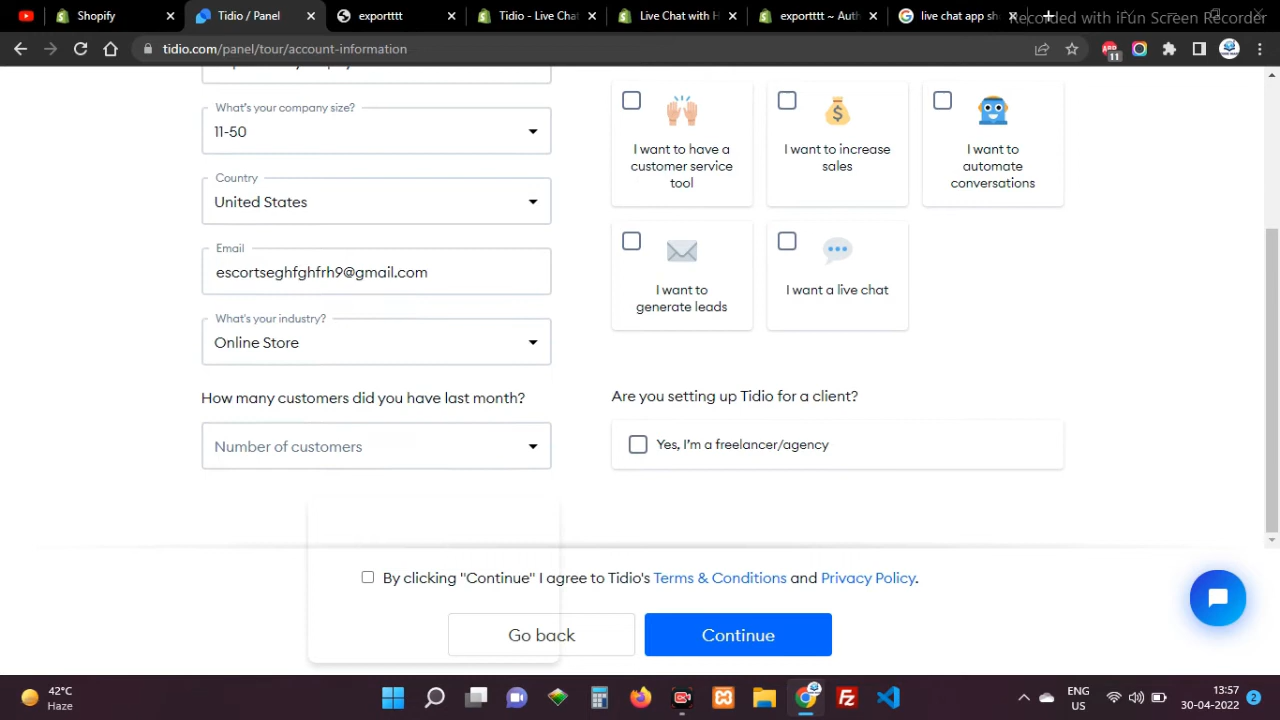 Shopify
Tidio / Panel
exporttt
Tidio - Live Cha
Live Chat with H
exporttt ~ Auth
live chat app sh
Recorded with iFun Screen Recorder
tidio.com/panel/tour/account-information
11
What's your company size?
11-50
Country
United States
Email
escortseghfghfrh9@gmail.com
What's your industry?
Online Store
How many customers did you have last month?
Number of customers
I want to have a
customer service
tool
I want to increase
sales
I want to
automate
conversations
I want to
generate leads
I want a live chat
Are you setting up Tidio for a client?
Yes, I'm a freelancer/agency
By clicking "Continue" I agree to Tidio's Terms & Conditions and Privacy Policy.
Go back
Continue
42°C
Haze
ENG
US
13:57
30-04-2022
2